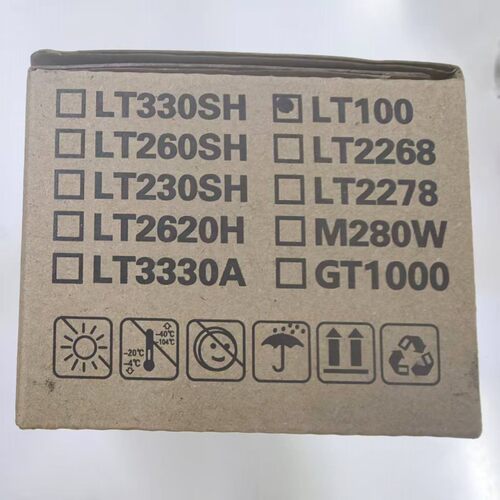 LT330SH LT100
LT260SH LT2268
LT230SH LT2278
LT2620H M280W
LT3330A GT1000
-40℃
-104℃
-20℃
-4℃